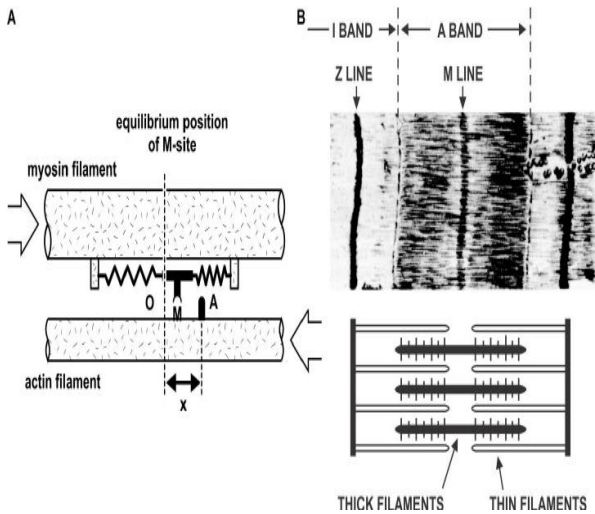 A
equilibrium position
of M-site
myosin filament
O
M
A
actin filament
x
B
I BAND
A BAND
Z LINE
M LINE
THICK FILAMENTS
THIN FILAMENTS